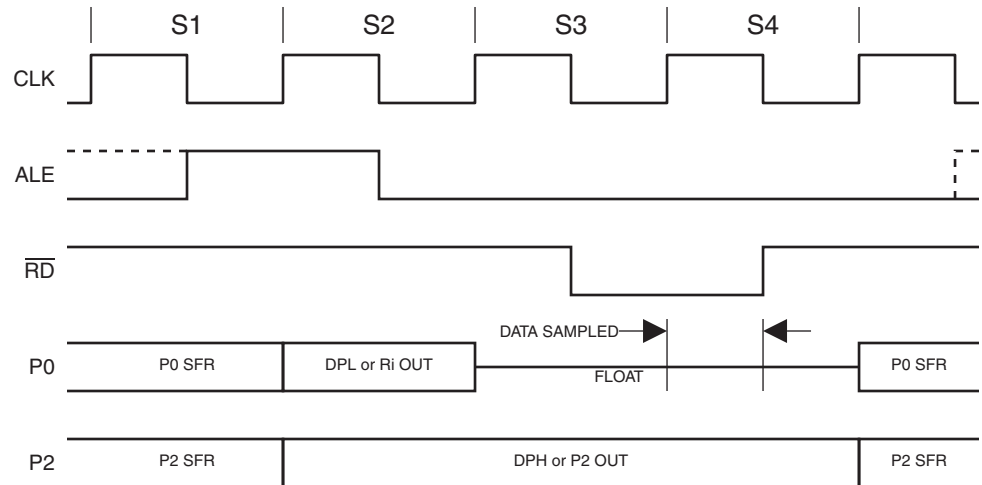 S1 S2 S3 S4
CLK
ALE
RD
DATA SAMPLED
P0 P0 SFR DPL or Ri OUT FLOAT P0 SFR
P2 P2 SFR DPH or P2 OUT P2 SFR